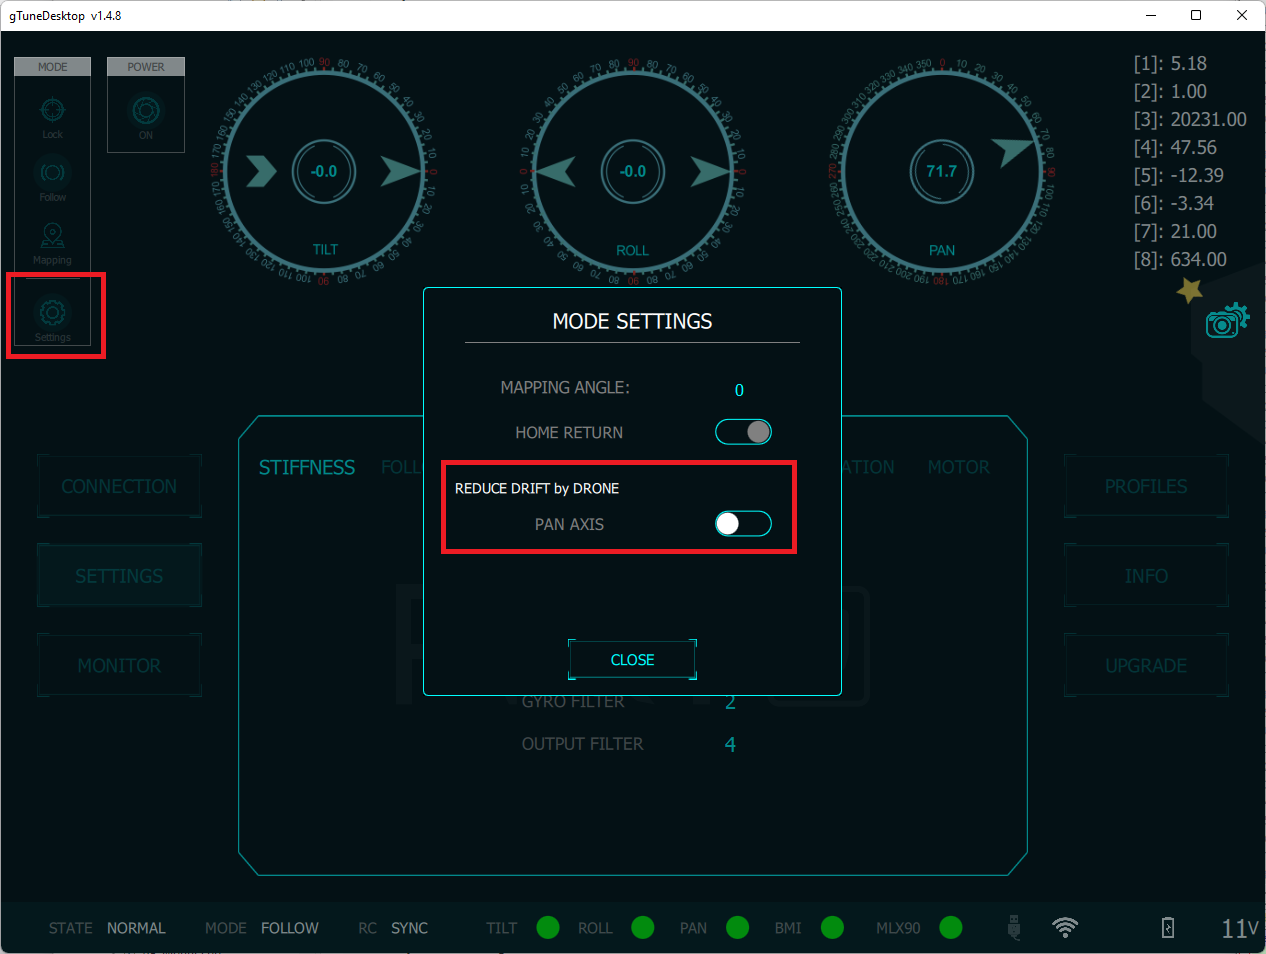 gTuneDesktop v1.4.8
MODE
POWER
Lock
ON
Follow
Mapping
Settings
-0.0
TILT
-0.0
ROLL
71.7
PAN
[1]: 5.18
[2]: 1.00
[3]: 20231.00
[4]: 47.56
[5]: -12.39
[6]: -3.34
[7]: 21.00
[8]: 634.00
MODE SETTINGS
MAPPING ANGLE: 0
HOME RETURN
REDUCE DRIFT by DRONE
PAN AXIS
CLOSE
STIFFNESS
FOLL
ATION
MOTOR
CONNECTION
SETTINGS
MONITOR
PROFILES
INFO
UPGRADE
GYRO FILTER 2
OUTPUT FILTER 4
STATE NORMAL MODE FOLLOW RC SYNC TILT ROLL PAN BMI MLX90 11V